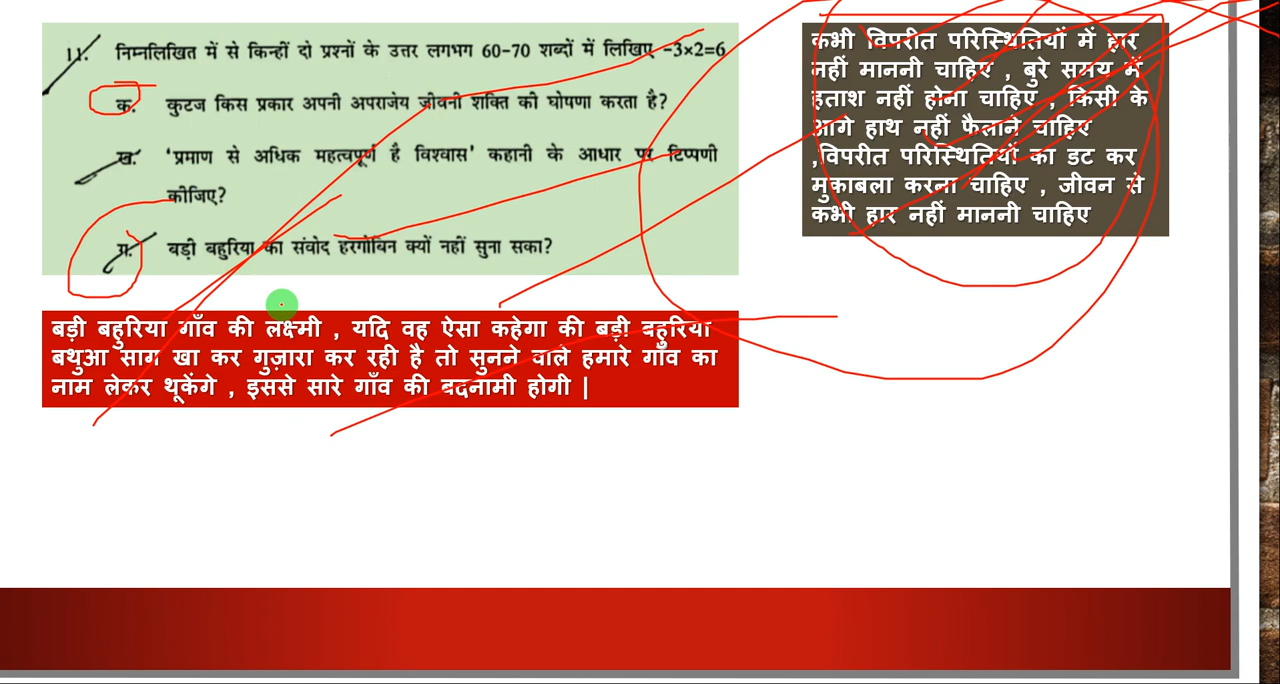 11. निम्नलिखित में से किन्हीं दो प्रश्नों के उत्तर लगभग 60-70 शब्दों में लिखिए -3×2=6
क. कुटज किस प्रकार अपनी अपराजेय जीवनी शक्ति की घोषणा करता है?
ख. 'प्रमाण से अधिक महत्वपूर्ण है विश्वास' कहानी के आधार पर टिप्पणी
कीजिए?
ग. बड़ी बहुरिया का संवोद हरगोबिन क्यों नहीं सुना सका?
बड़ी बहुरिया गाँव की लक्ष्मी , यदि वह ऐसा कहेगा की बड़ी बहुरिया
बथुआ साग खा कर गुज़ारा कर रही है तो सुनने वाले हमारे गाँव का
नाम लेकर थूकेंगे , इससे सारे गाँव की बदनामी होगी |
कभी विपरीत परिस्थितियों में हार
नहीं माननी चाहिए , बुरे समय में
हताश नहीं होना चाहिए , किसी के
आगे हाथ नहीं फैलाने चाहिए
,विपरीत परिस्थितियों का डट कर
मुकाबला करना चाहिए , जीवन से
कभी हार नहीं माननी चाहिए